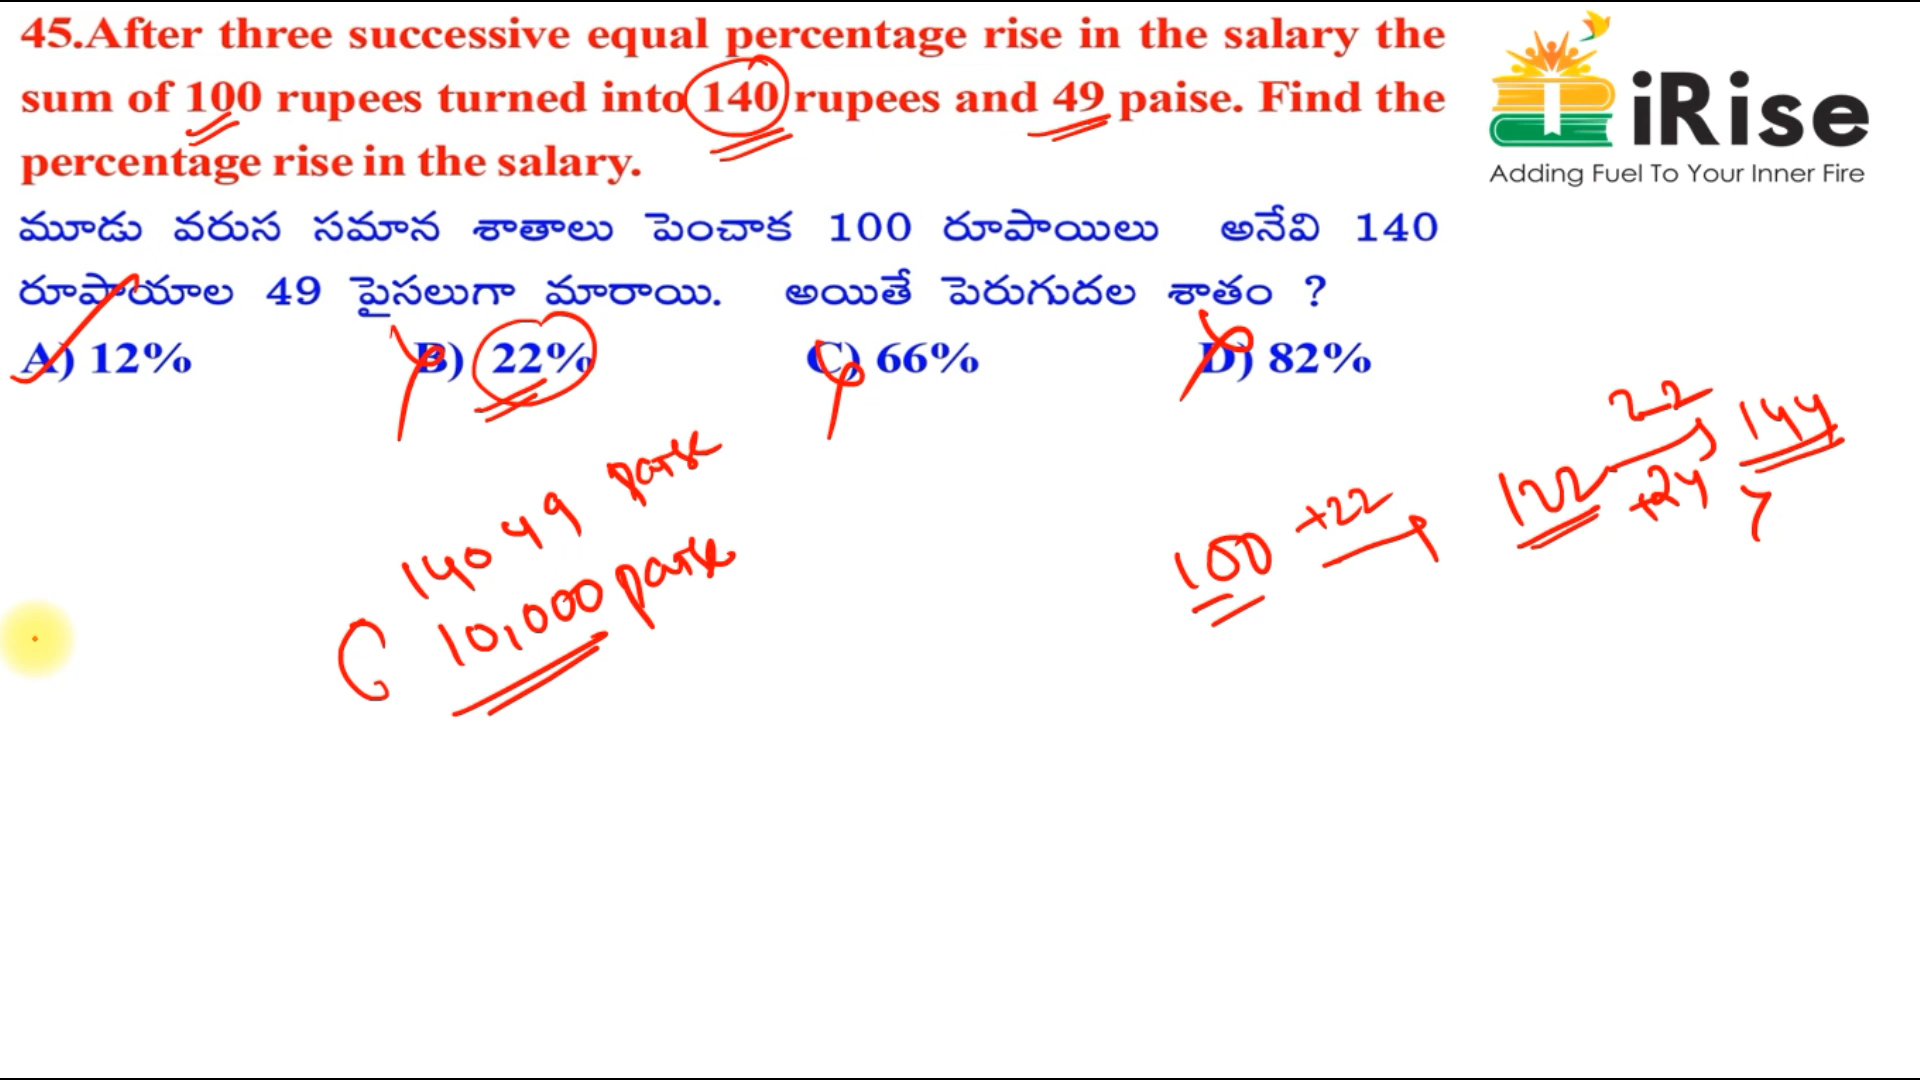 45.After three successive equal percentage rise in the salary the
sum of 100 rupees turned into 140 rupees and 49 paise. Find the
percentage rise in the salary.
iRise
Adding Fuel To Your Inner Fire
మూడు వరుస సమాన శాతాలు పెంచాక 100 రూపాయిలు అనేవి 140
రూపాయాల 49 పైసలుగా మారాయి. అయితే పెరుగుదల శాతం ?
A) 12% B) 22% C) 66% D) 82%
14049 paise
10,000 paise
100 +22 122 22 +24 144